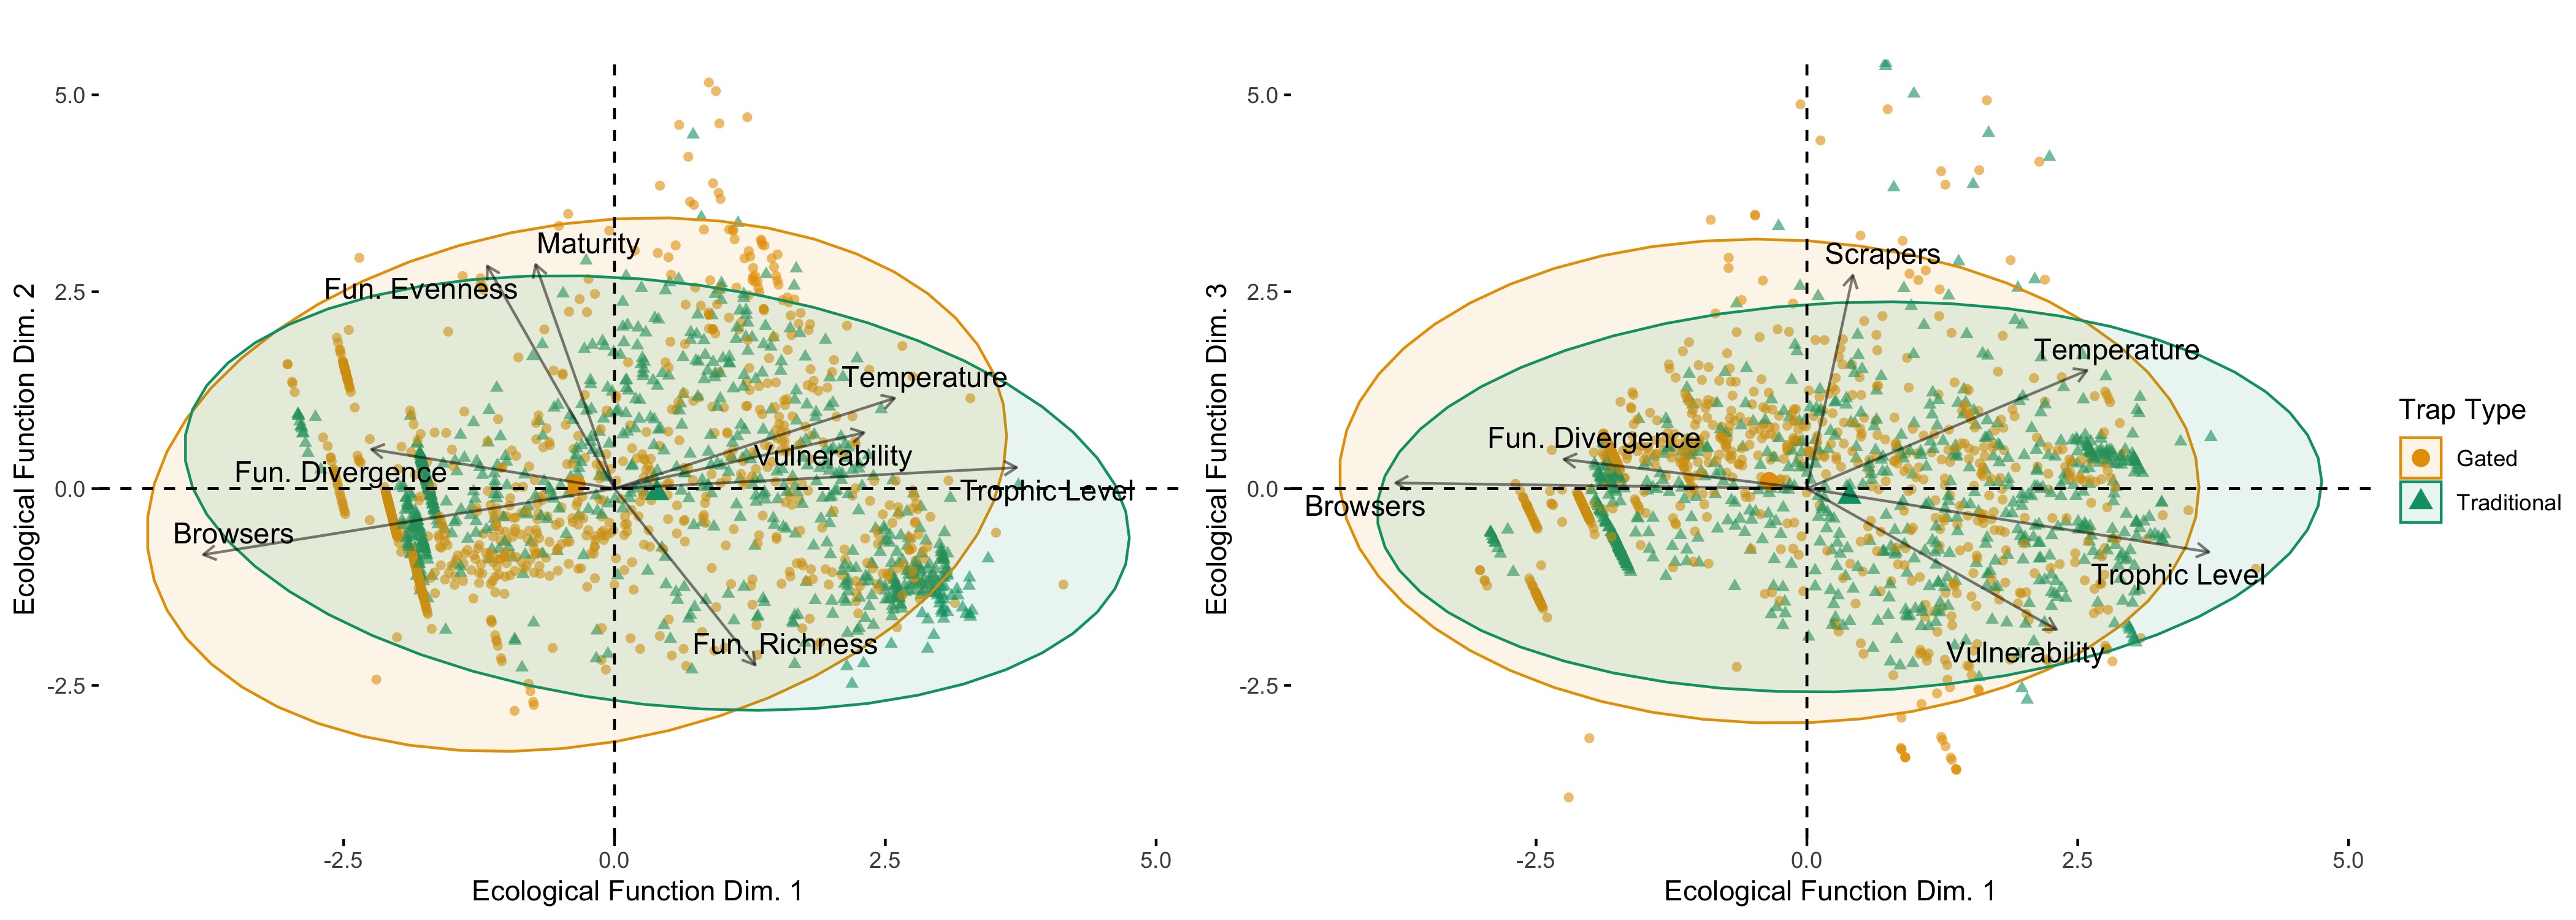 5.0
2.5
0.0
-2.5
Ecological Function Dim. 2
Maturity
Fun. Evenness
Temperature
Vulnerability
Fun. Divergence
Trophic Level
Browsers
Fun. Richness
-2.5
0.0
2.5
5.0
Ecological Function Dim. 1
5.0
2.5
0.0
-2.5
Ecological Function Dim. 3
Scrapers
Temperature
Fun. Divergence
Browsers
Trophic Level
Vulnerability
-2.5
0.0
2.5
5.0
Ecological Function Dim. 1
Trap Type
Gated
Traditional